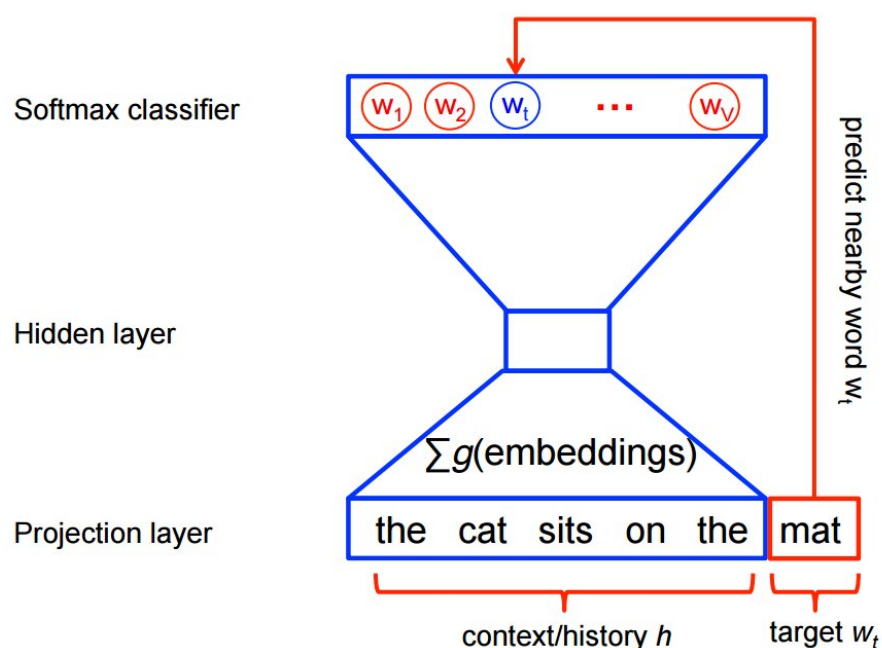 Softmax classifier
w1 w2 wt ... wV
predict nearby word wt
Hidden layer
∑g(embeddings)
Projection layer
the cat sits on the mat
context/history h
target wt